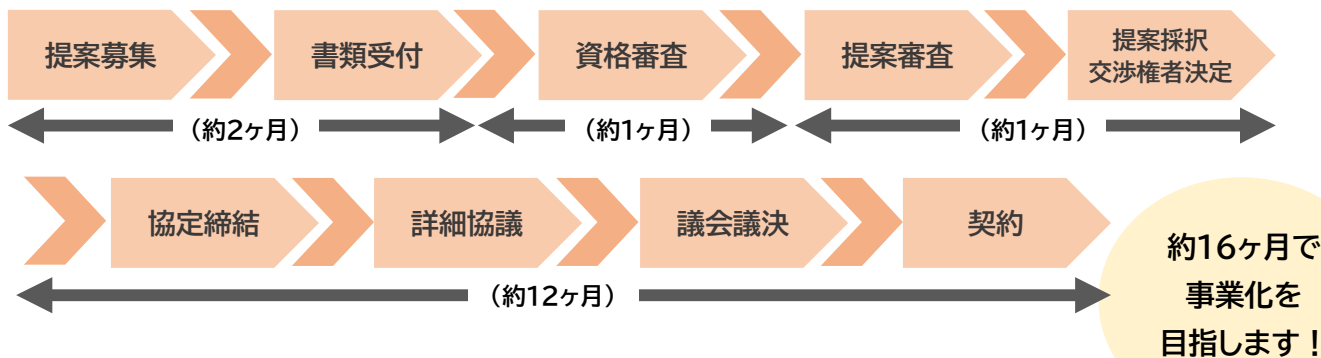 提案募集
書類受付
資格審査
提案審査
提案採択
交渉権者決定
（約2ヶ月）
（約1ヶ月）
（約1ヶ月）
協定締結
詳細協議
議会議決
契約
（約12ヶ月）
約16ヶ月で
事業化を
目指します！